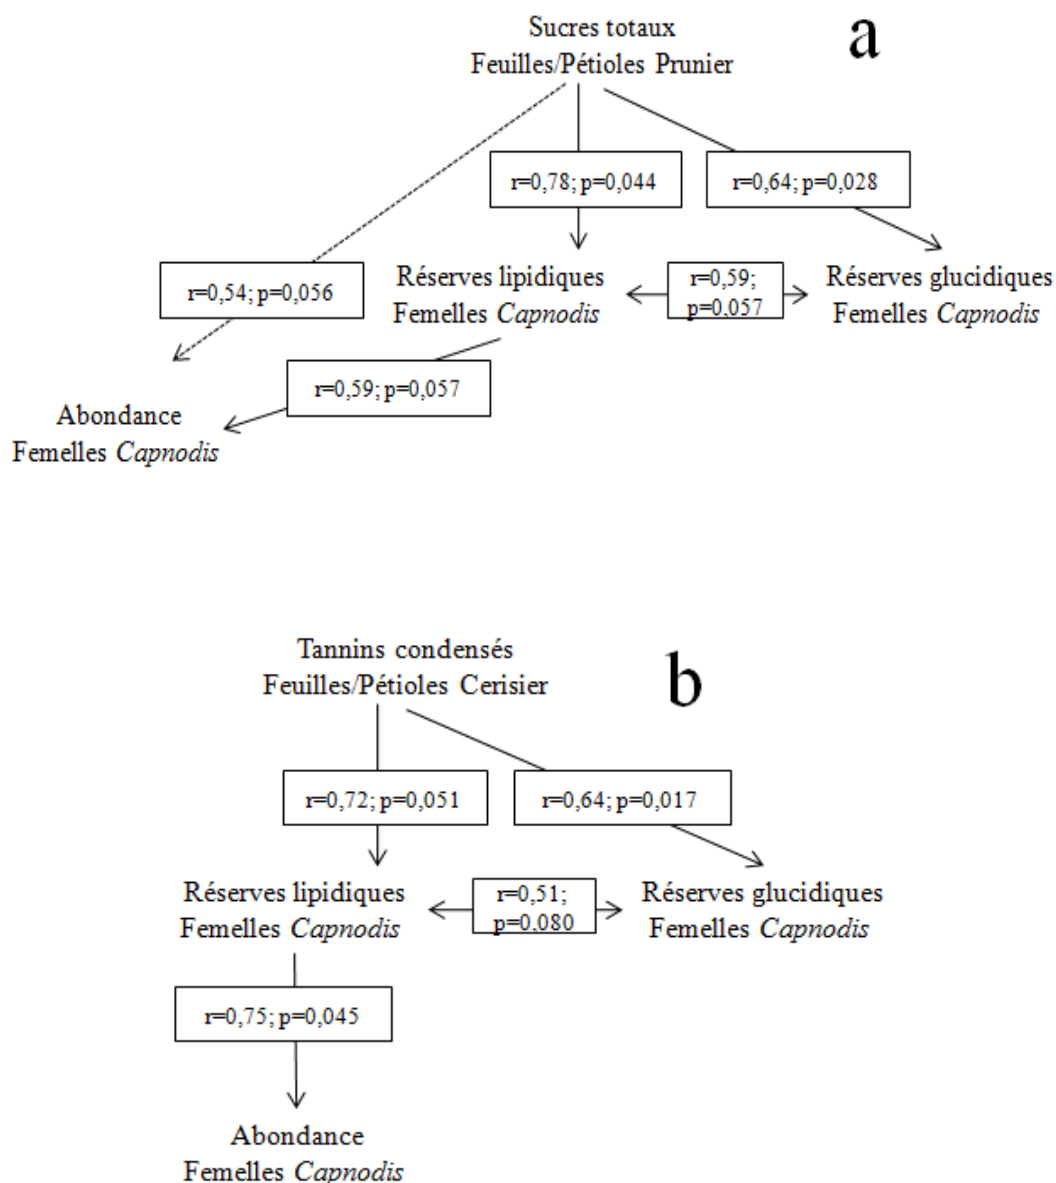 Sucres totaux
Feuilles/Pétioles Prunier
a
r=0,78; p=0,044
r=0,64; p=0,028
r=0,54; p=0,056
Réserves lipidiques
Femelles Capnodis
r=0,59;
p=0,057
Réserves glucidiques
Femelles Capnodis
r=0,59; p=0,057
Abondance
Femelles Capnodis
Tannins condensés
Feuilles/Pétioles Cerisier
b
r=0,72; p=0,051
r=0,64; p=0,017
Réserves lipidiques
Femelles Capnodis
r=0,51;
p=0,080
Réserves glucidiques
Femelles Capnodis
r=0,75; p=0,045
Abondance
Femelles Capnodis